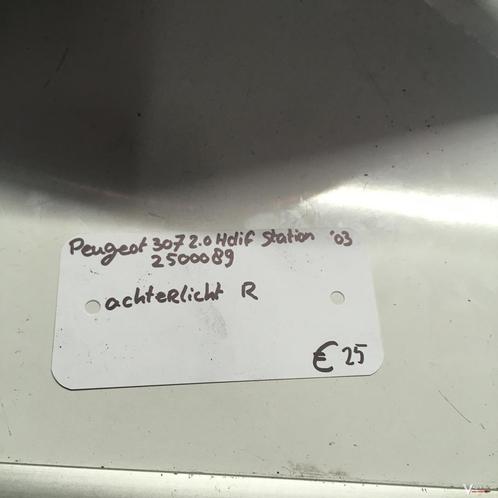 Peugeot 307 2.0 Hdif Station '03
2500089
achterlicht R
€ 25